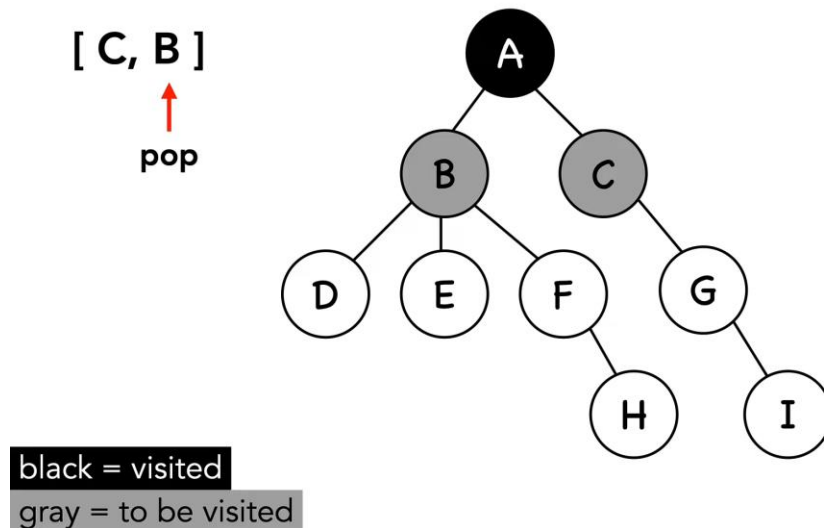 [ C, B ]
pop
A
B C
D E F G
H I
black = visited
gray = to be visited